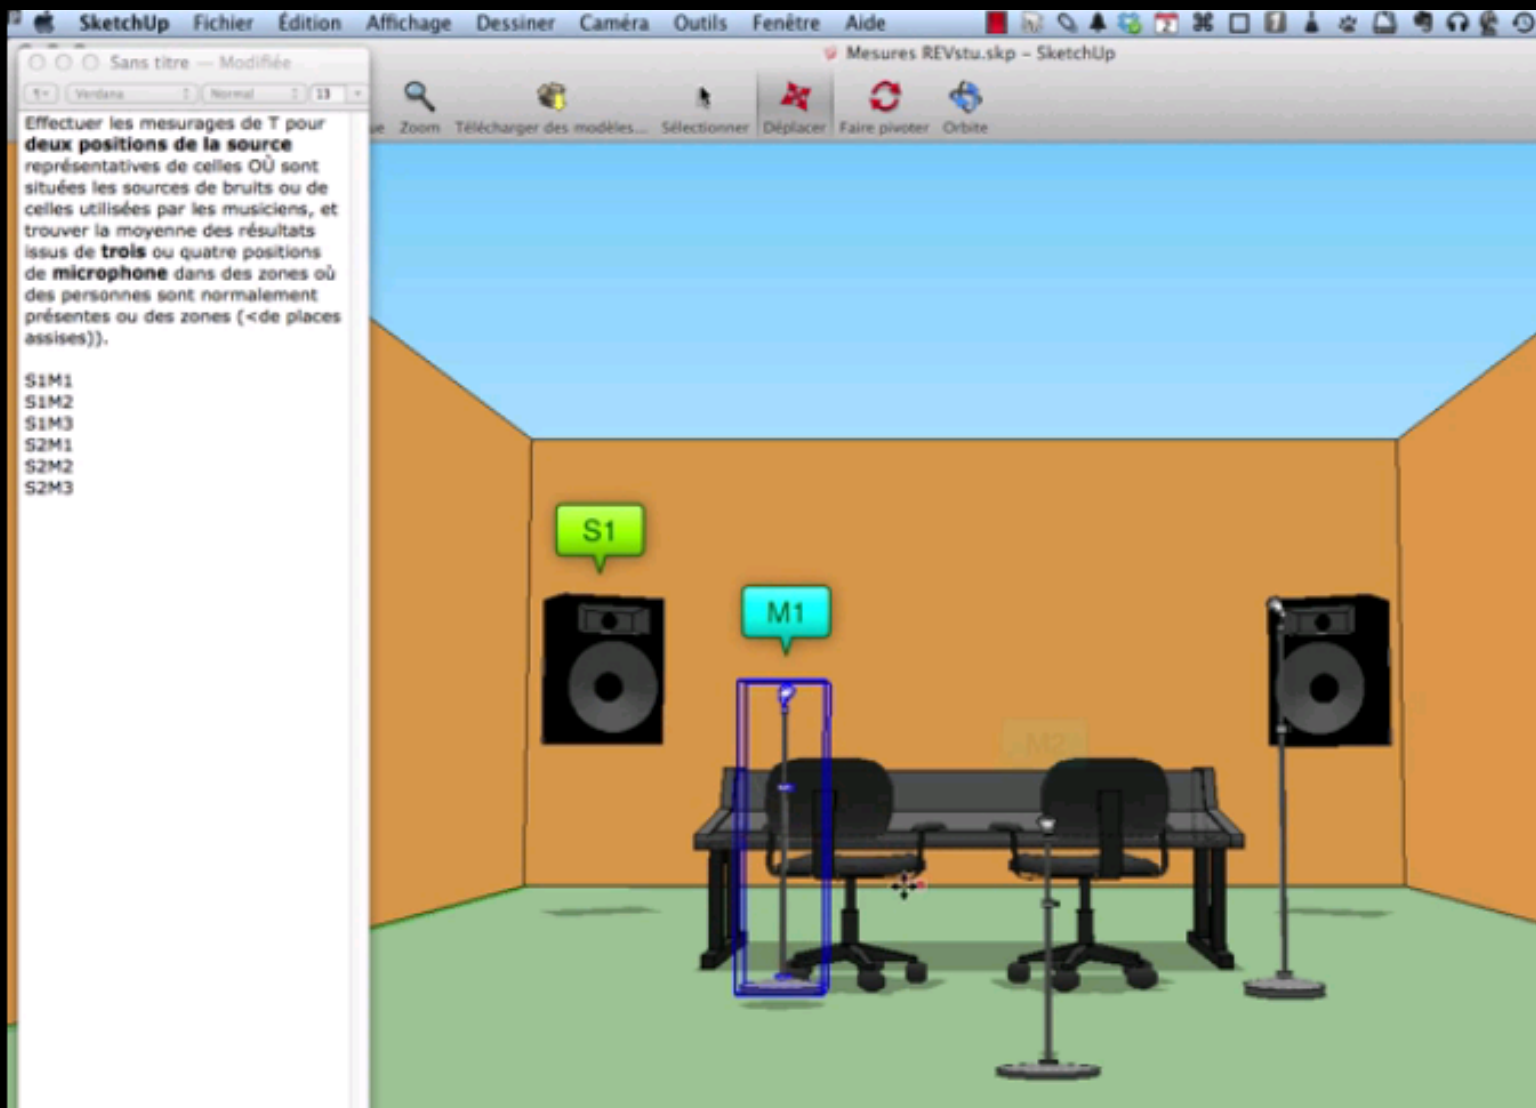 SketchUp Fichier Édition Affichage Dessiner Caméra Outils Fenêtre Aide
Mesures REVstu.skp - SketchUp
Sans titre — Modifiée
Verdana Normal 13
ue Zoom Télécharger des modèles... Sélectionner Déplacer Faire pivoter Orbite
Effectuer les mesurages de T pour
deux positions de la source
représentatives de celles OÙ sont
situées les sources de bruits ou de
celles utilisées par les musiciens, et
trouver la moyenne des résultats
issus de trois ou quatre positions
de microphone dans des zones où
des personnes sont normalement
présentes ou des zones (<de places
assises)).
S1M1
S1M2
S1M3
S2M1
S2M2
S2M3
S1
M1
M2